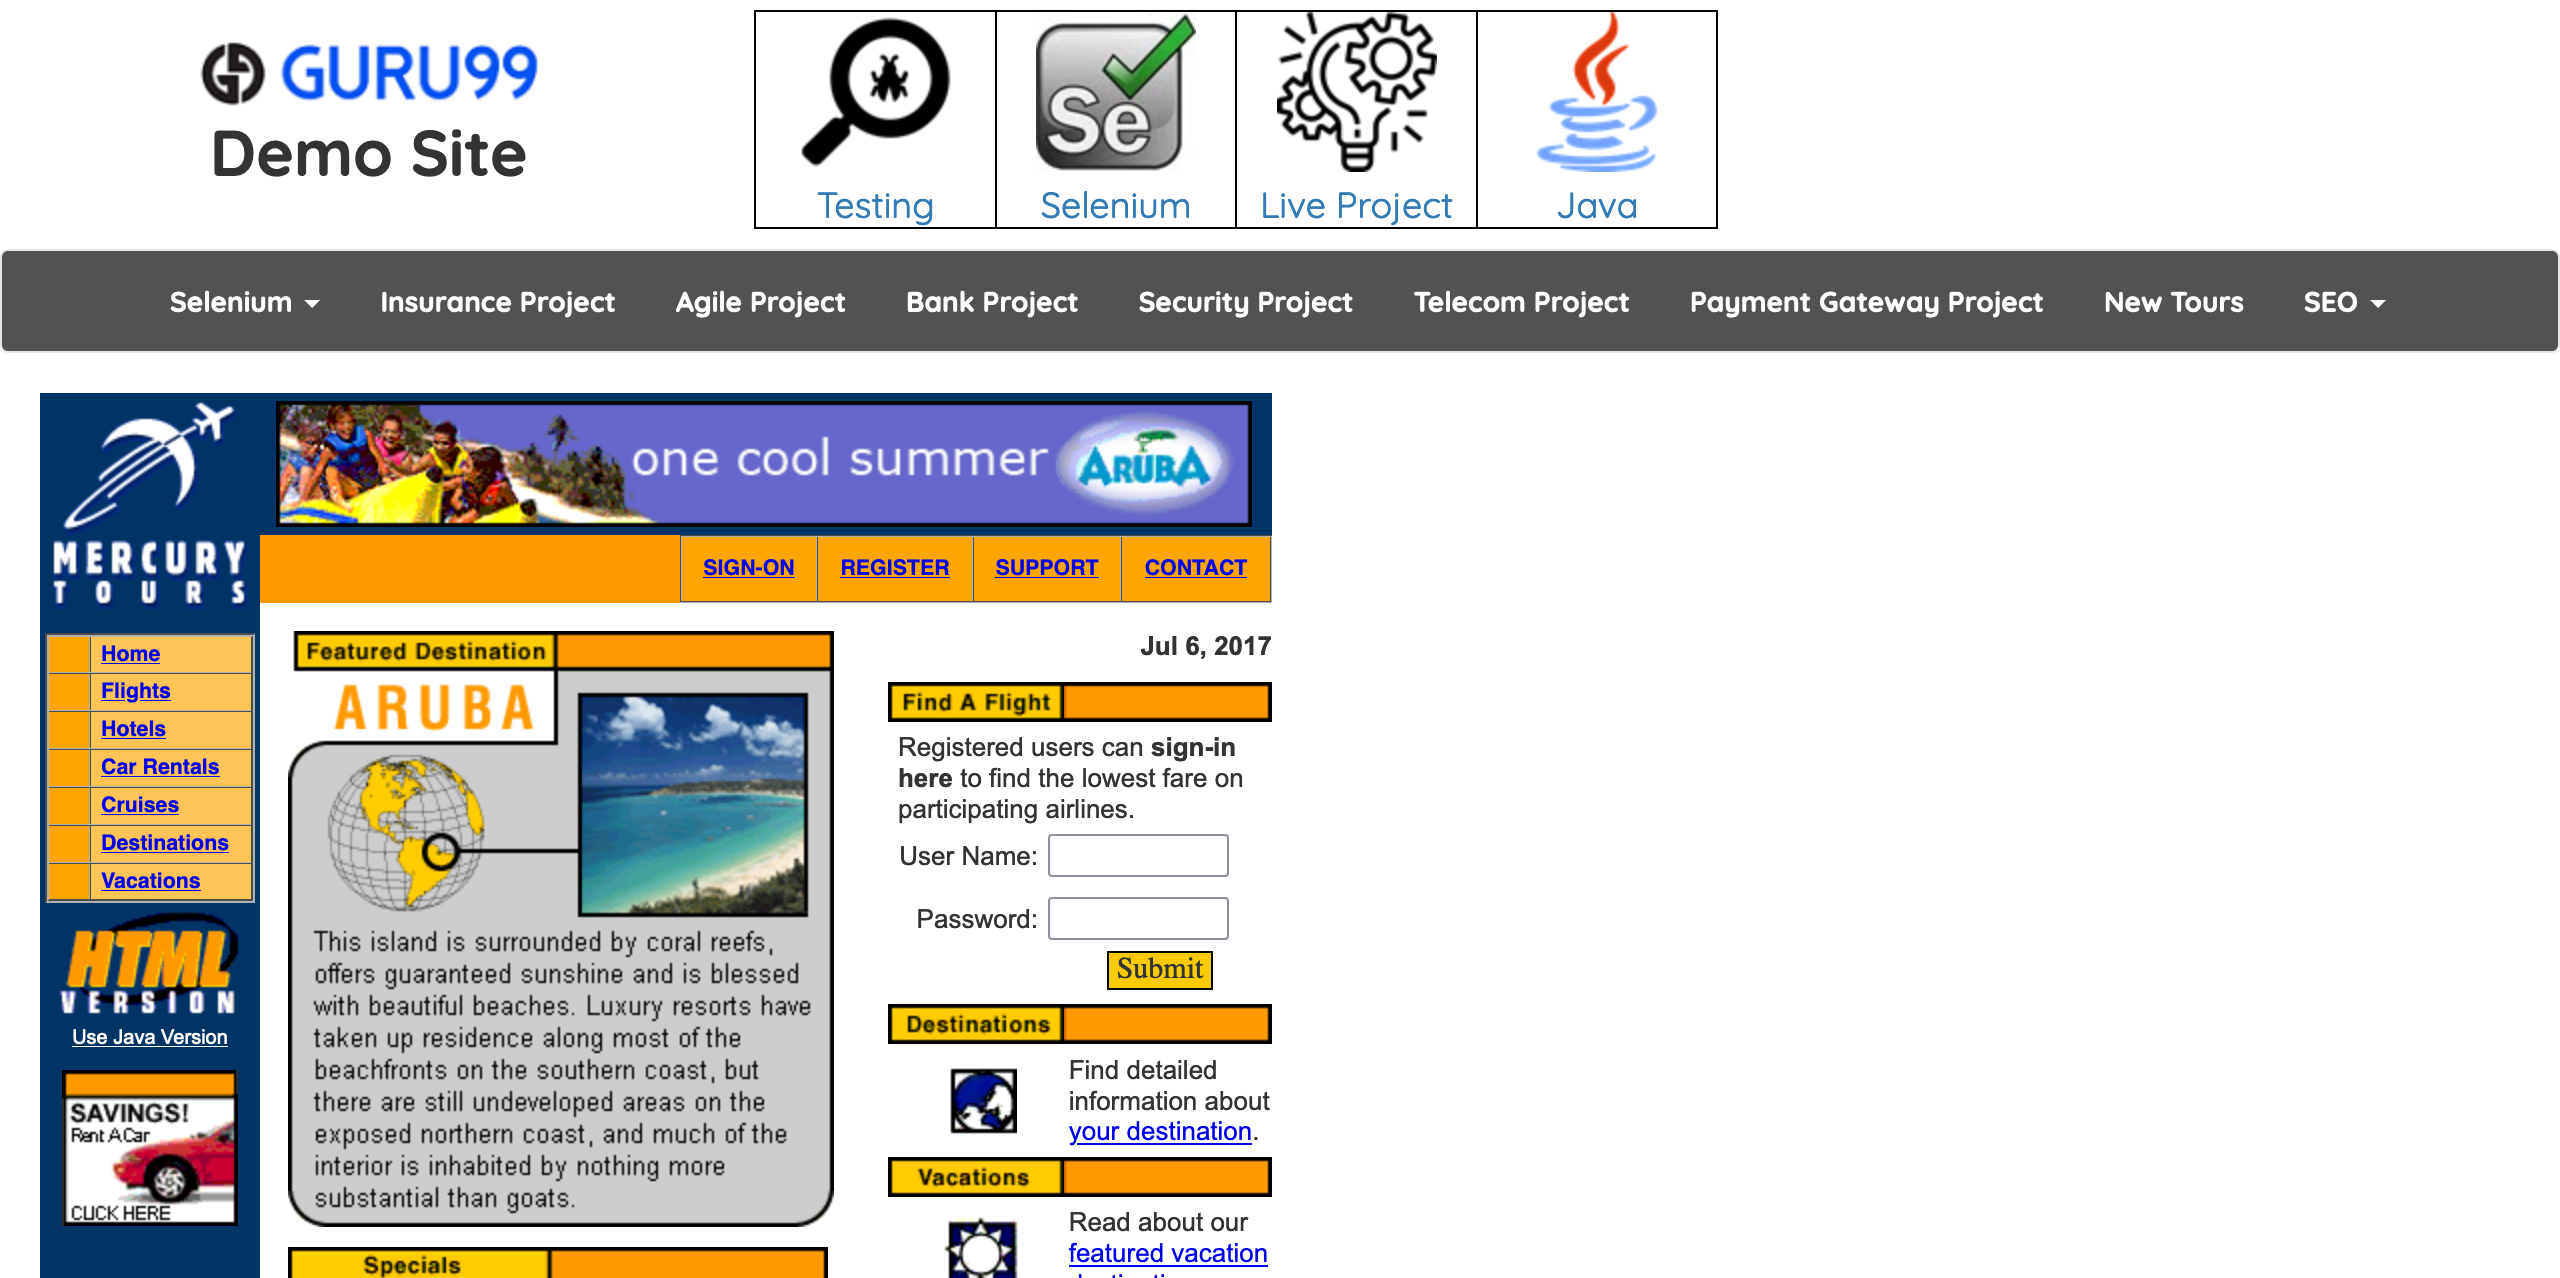 GURU99
Demo Site
Testing
Selenium
Live Project
Java
Selenium
Insurance Project
Agile Project
Bank Project
Security Project
Telecom Project
Payment Gateway Project
New Tours
SEO
one cool summer
ARUBA
MERCURY
TOURS
SIGN-ON
REGISTER
SUPPORT
CONTACT
Home
Flights
Hotels
Car Rentals
Cruises
Destinations
Vacations
HTML
VERSION
Use Java Version
SAVINGS!
Rent A Car
CLICK HERE
Featured Destination
ARUBA
This island is surrounded by coral reefs,
offers guaranteed sunshine and is blessed
with beautiful beaches. Luxury resorts have
taken up residence along most of the
beachfronts on the southern coast, but
there are still undeveloped areas on the
exposed northern coast, and much of the
interior is inhabited by nothing more
substantial than goats.
Specials
Jul 6, 2017
Find A Flight
Registered users can sign-in
here to find the lowest fare on
participating airlines.
User Name:
Password:
Submit
Destinations
Find detailed
information about
your destination.
Vacations
Read about our
featured vacation